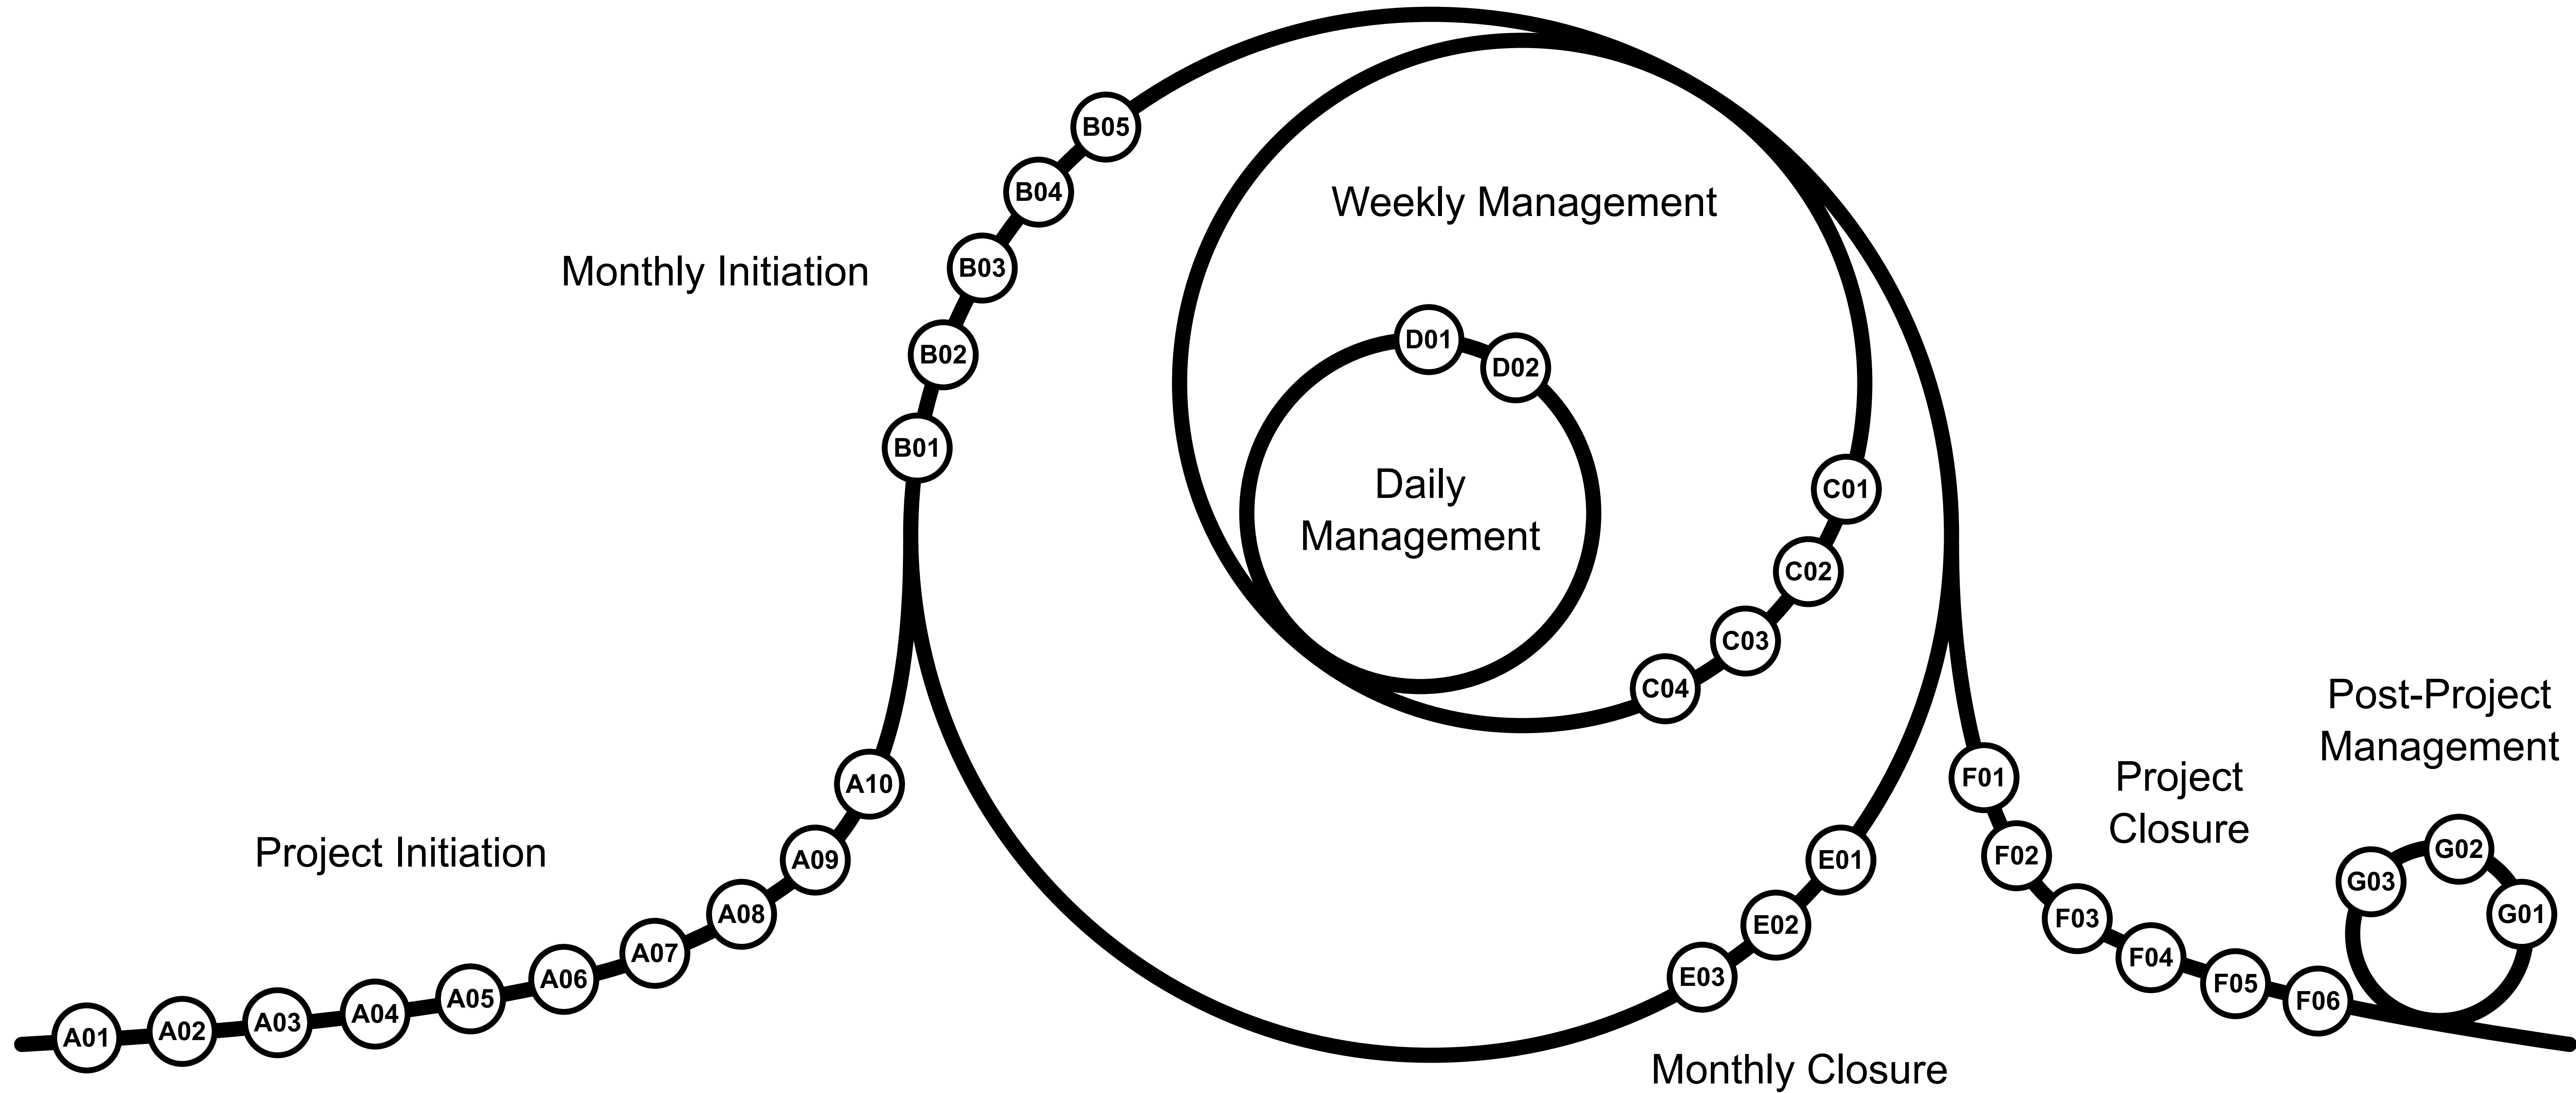 Project Initiation
A01
A02
A03
A04
A05
A06
A07
A08
A09
A10
Monthly Initiation
B01
B02
B03
B04
B05
Weekly Management
C01
C02
C03
C04
Daily
Management
D01
D02
Monthly Closure
E01
E02
E03
Project
Closure
F01
F02
F03
F04
F05
F06
Post-Project
Management
G01
G02
G03